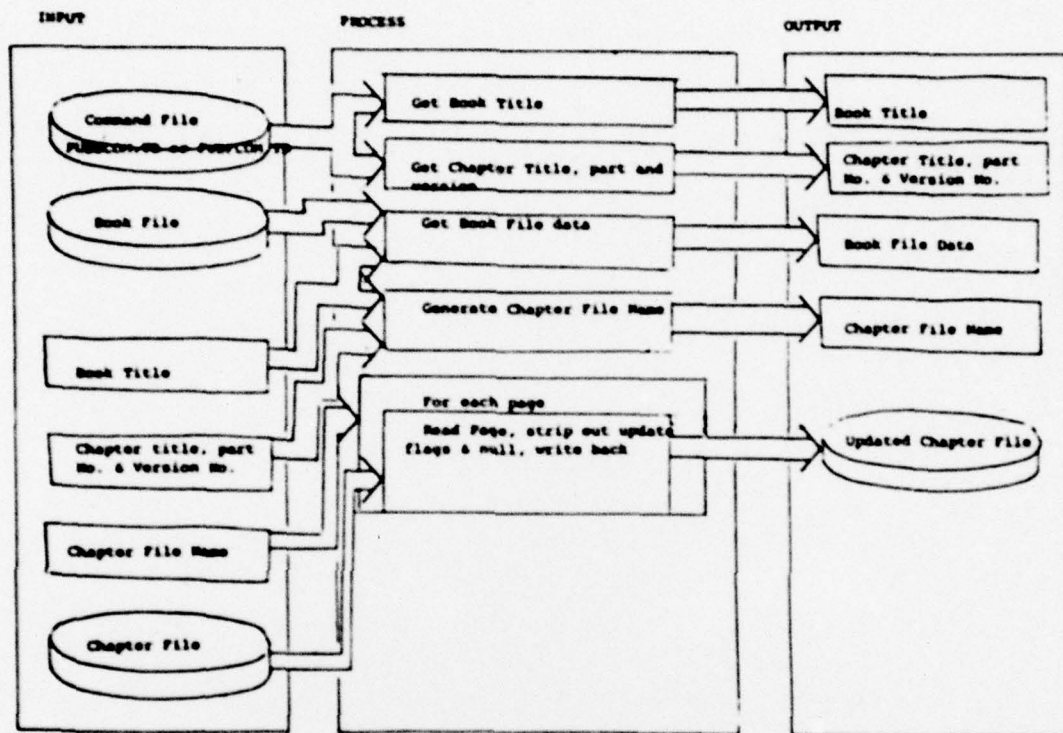 INPUT
PROCESS
OUTPUT
Command File
Book File
Book Title
Chapter title, part
No. & Version No.
Chapter File Name
Chapter File
Get Book Title
Get Chapter Title, part and
version
Get Book File data
Generate Chapter File Name
For each page
Read Page, strip out update
flags & null, write back
Book Title
Chapter Title, part
No. & Version No.
Book File Data
Chapter File Name
Updated Chapter File